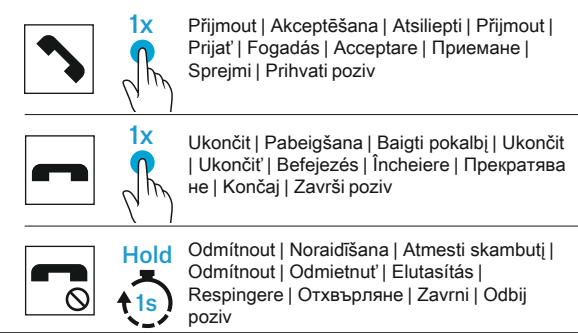 1x
Přijmout | Akceptēšana | Atsiliepti | Přijmout |
Prijať | Fogadás | Acceptare | Приемане |
Sprejmi | Prihvati poziv
1x
Ukončit | Pabeigšana | Baigti pokalbį | Ukončit
| Ukončiť | Befejezés | Încheiere | Прекратява
не | Končaj | Završi poziv
Hold
1s
Odmítnout | Noraidīšana | Atmesti skambutį |
Odmítnout | Odmietnuť | Elutasítás |
Respingere | Отхвърляне | Zavrni | Odbij
poziv